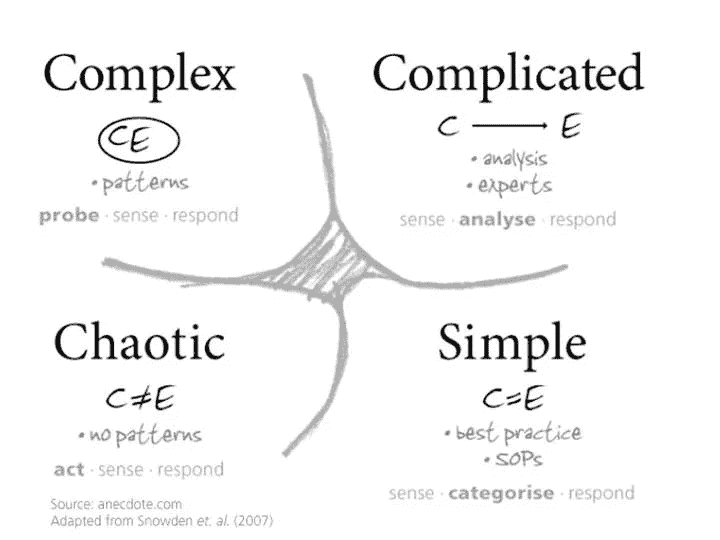 Complex
CE
• patterns
probe · sense · respond
Complicated
C → E
• analysis
• experts
sense · analyse · respond
Chaotic
C≠E
• no patterns
act · sense · respond
Simple
C=E
• best practice
• SOPs
sense · categorise · respond
Source: anecdote.com
Adapted from Snowden et. al. (2007)